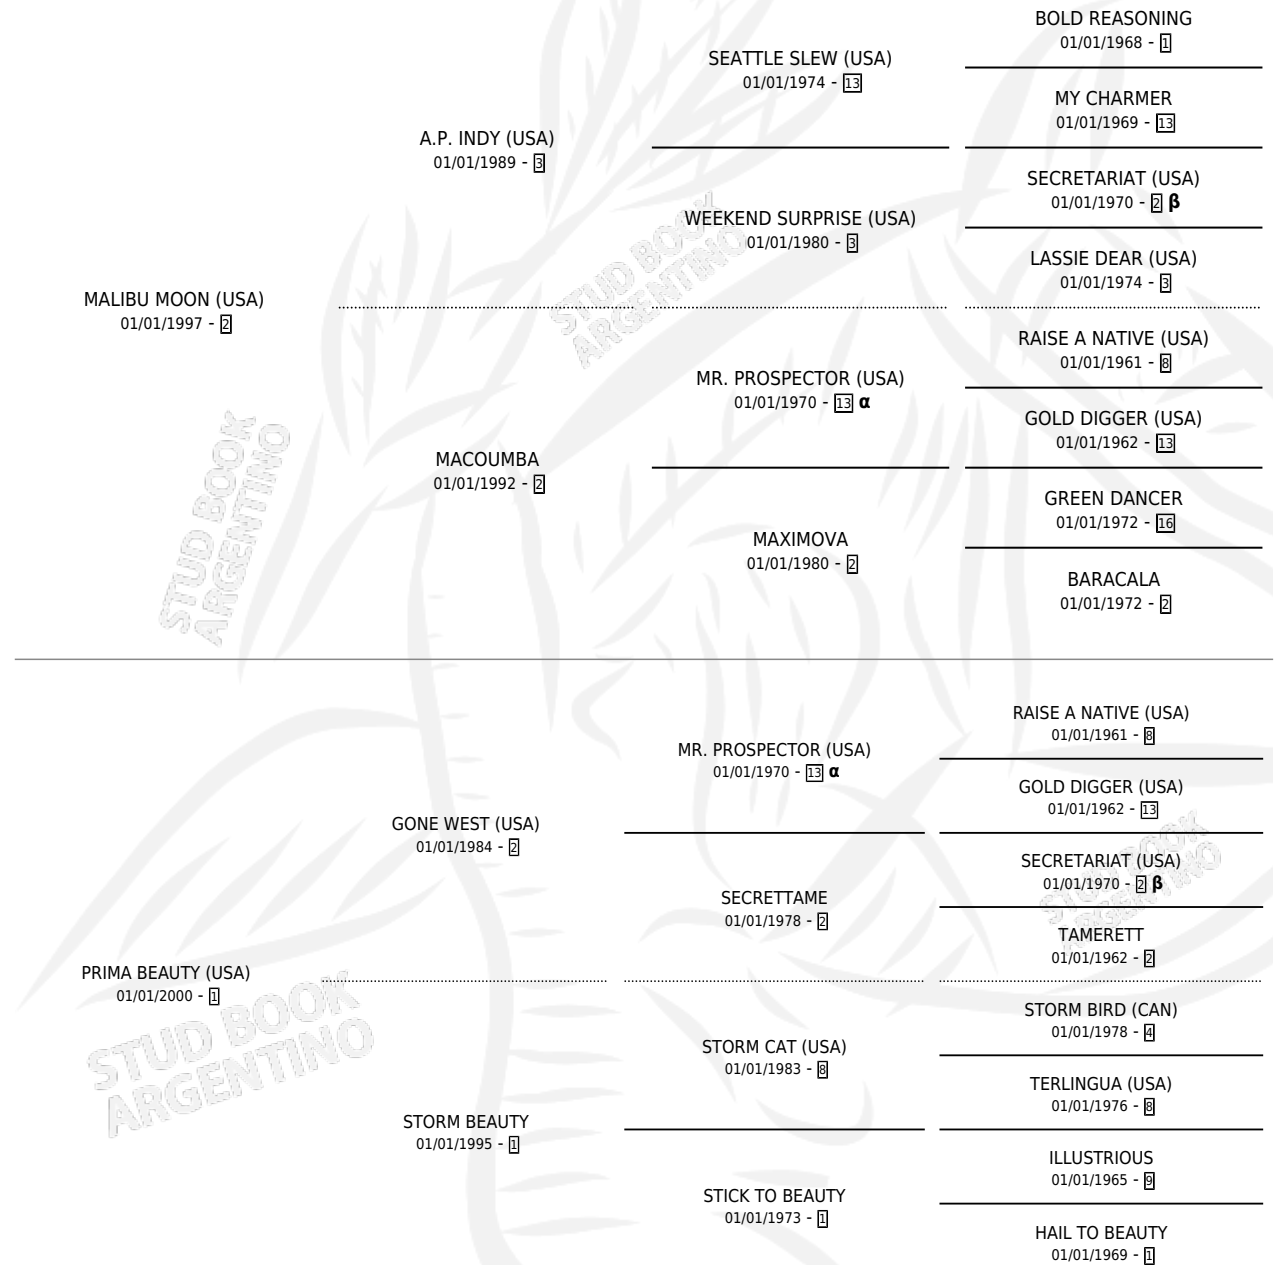 BOLD REASONING
01/01/1968 - 1
SEATTLE SLEW (USA)
01/01/1974 - 13
MY CHARMER
01/01/1969 - 13
A.P. INDY (USA)
01/01/1989 - 3
SECRETARIAT (USA)
01/01/1970 - 2 β
WEEKEND SURPRISE (USA)
01/01/1980 - 3
LASSIE DEAR (USA)
01/01/1974 - 3
STUD BOOK
ARGENTINO
MALIBU MOON (USA)
01/01/1997 - 2
RAISE A NATIVE (USA)
01/01/1961 - 8
MR. PROSPECTOR (USA)
01/01/1970 - 13 α
GOLD DIGGER (USA)
01/01/1962 - 13
MACOUMBA
01/01/1992 - 2
GREEN DANCER
01/01/1972 - 16
MAXIMOVA
01/01/1980 - 2
BARACALA
01/01/1972 - 2
STUD BOOK
ARGENTINO
RAISE A NATIVE (USA)
01/01/1961 - 8
MR. PROSPECTOR (USA)
01/01/1970 - 13 α
GOLD DIGGER (USA)
01/01/1962 - 13
GONE WEST (USA)
01/01/1984 - 2
SECRETARIAT (USA)
01/01/1970 - 2 β
STUD BOOK
ARGENTINO
SECRETTAME
01/01/1978 - 2
TAMERETT
01/01/1962 - 2
PRIMA BEAUTY (USA)
01/01/2000 - 1
STUD BOOK
ARGENTINO
STORM BIRD (CAN)
01/01/1978 - 4
STORM CAT (USA)
01/01/1983 - 8
TERLINGUA (USA)
01/01/1976 - 8
STORM BEAUTY
01/01/1995 - 1
ILLUSTRIOUS
01/01/1965 - 9
STICK TO BEAUTY
01/01/1973 - 1
HAIL TO BEAUTY
01/01/1969 - 1